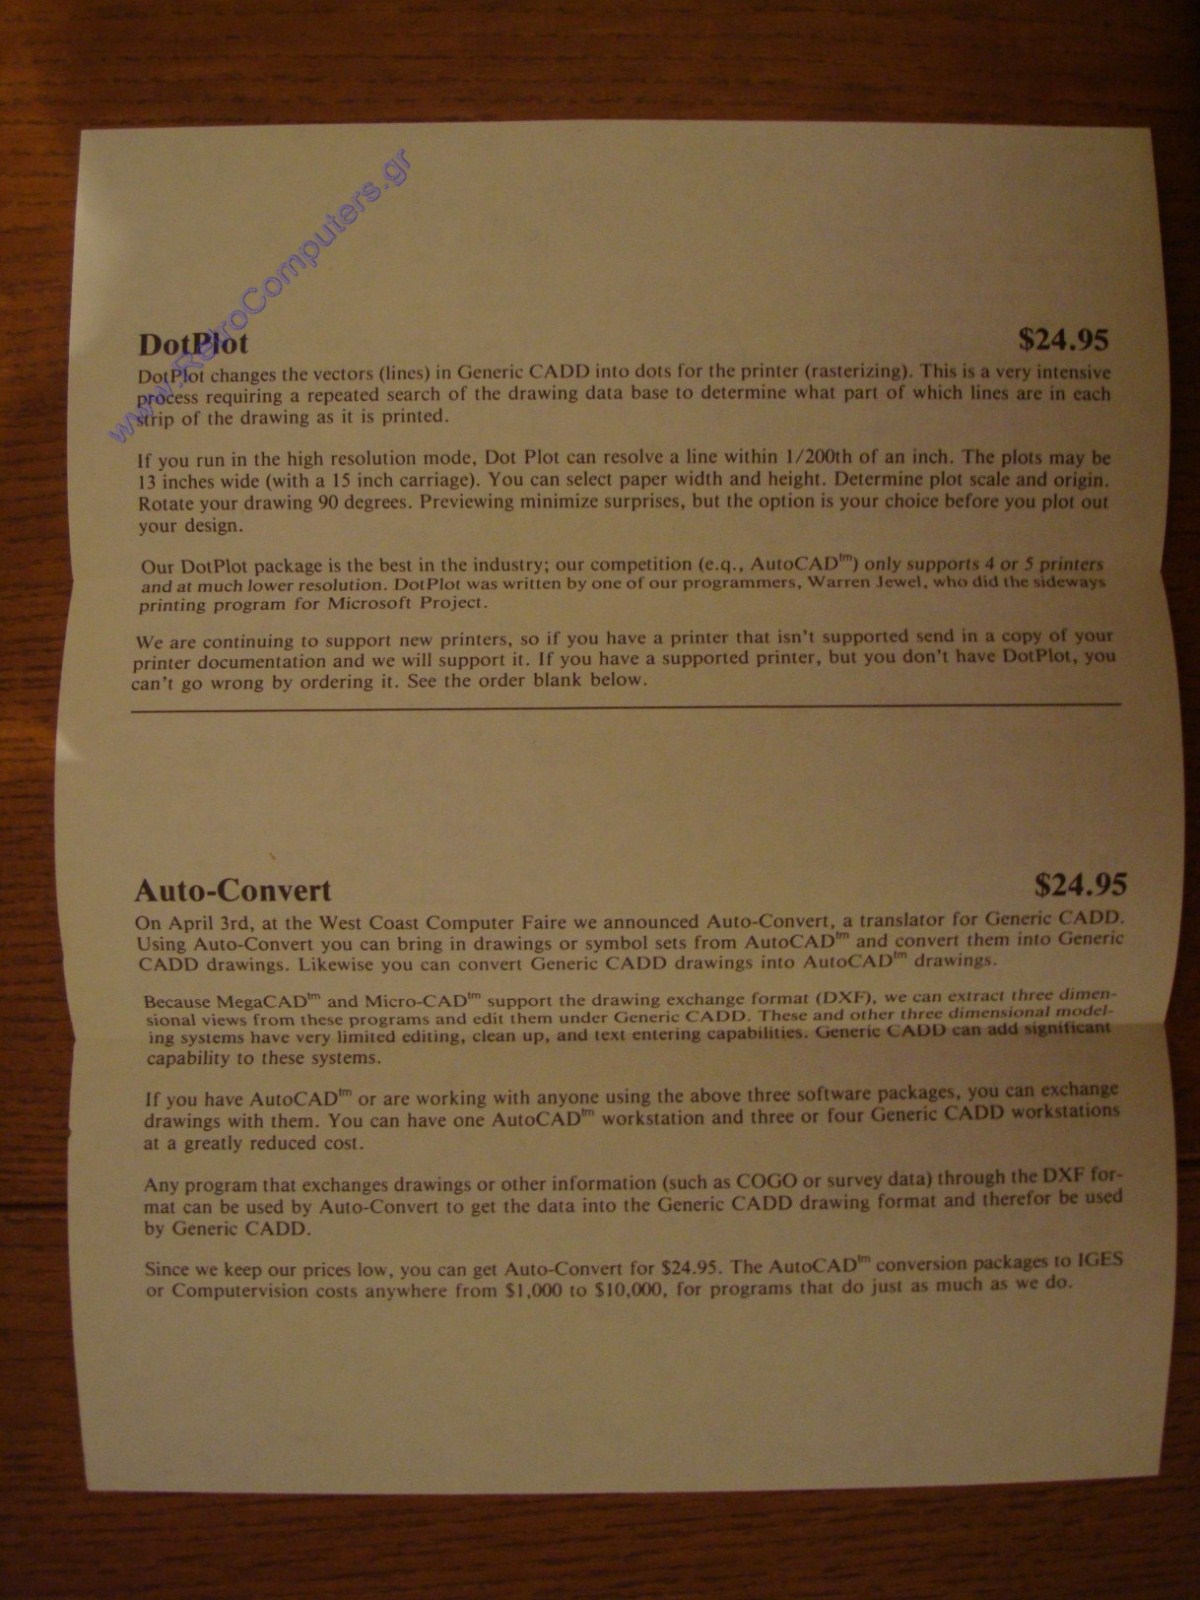 www.RetroComputers.gr
DotPlot $24.95
DotPlot changes the vectors (lines) in Generic CADD into dots for the printer (rasterizing). This is a very intensive
process requiring a repeated search of the drawing data base to determine what part of which lines are in each
strip of the drawing as it is printed.
If you run in the high resolution mode, Dot Plot can resolve a line within 1/200th of an inch. The plots may be
13 inches wide (with a 15 inch carriage). You can select paper width and height. Determine plot scale and origin.
Rotate your drawing 90 degrees. Previewing minimize surprises, but the option is your choice before you plot out
your design.
Our DotPlot package is the best in the industry; our competition (e.q., AutoCAD™) only supports 4 or 5 printers
and at much lower resolution. DotPlot was written by one of our programmers, Warren Jewel, who did the sideways
printing program for Microsoft Project.
We are continuing to support new printers, so if you have a printer that isn't supported send in a copy of your
printer documentation and we will support it. If you have a supported printer, but you don't have DotPlot, you
can't go wrong by ordering it. See the order blank below.
Auto-Convert $24.95
On April 3rd, at the West Coast Computer Faire we announced Auto-Convert, a translator for Generic CADD.
Using Auto-Convert you can bring in drawings or symbol sets from AutoCAD™ and convert them into Generic
CADD drawings. Likewise you can convert Generic CADD drawings into AutoCAD™ drawings.
Because MegaCAD™ and Micro-CAD™ support the drawing exchange format (DXF), we can extract three dimen-
sional views from these programs and edit them under Generic CADD. These and other three dimensional model-
ing systems have very limited editing, clean up, and text entering capabilities. Generic CADD can add significant
capability to these systems.
If you have AutoCAD™ or are working with anyone using the above three software packages, you can exchange
drawings with them. You can have one AutoCAD™ workstation and three or four Generic CADD workstations
at a greatly reduced cost.
Any program that exchanges drawings or other information (such as COGO or survey data) through the DXF for-
mat can be used by Auto-Convert to get the data into the Generic CADD drawing format and therefor be used
by Generic CADD.
Since we keep our prices low, you can get Auto-Convert for $24.95. The AutoCAD™ conversion packages to IGES
or Computervision costs anywhere from $1,000 to $10,000, for programs that do just as much as we do.